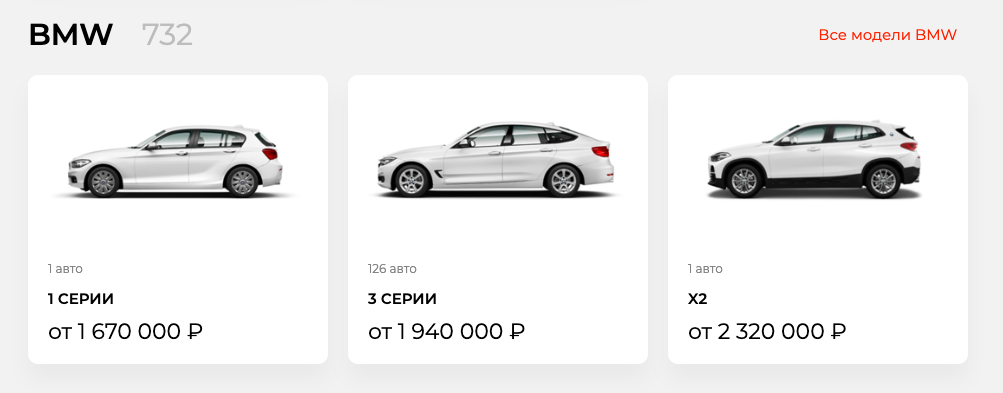 BMW 732
Все модели BMW
1 авто
1 СЕРИИ
от 1 670 000 ₽
126 авто
3 СЕРИИ
от 1 940 000 ₽
1 авто
X2
от 2 320 000 ₽